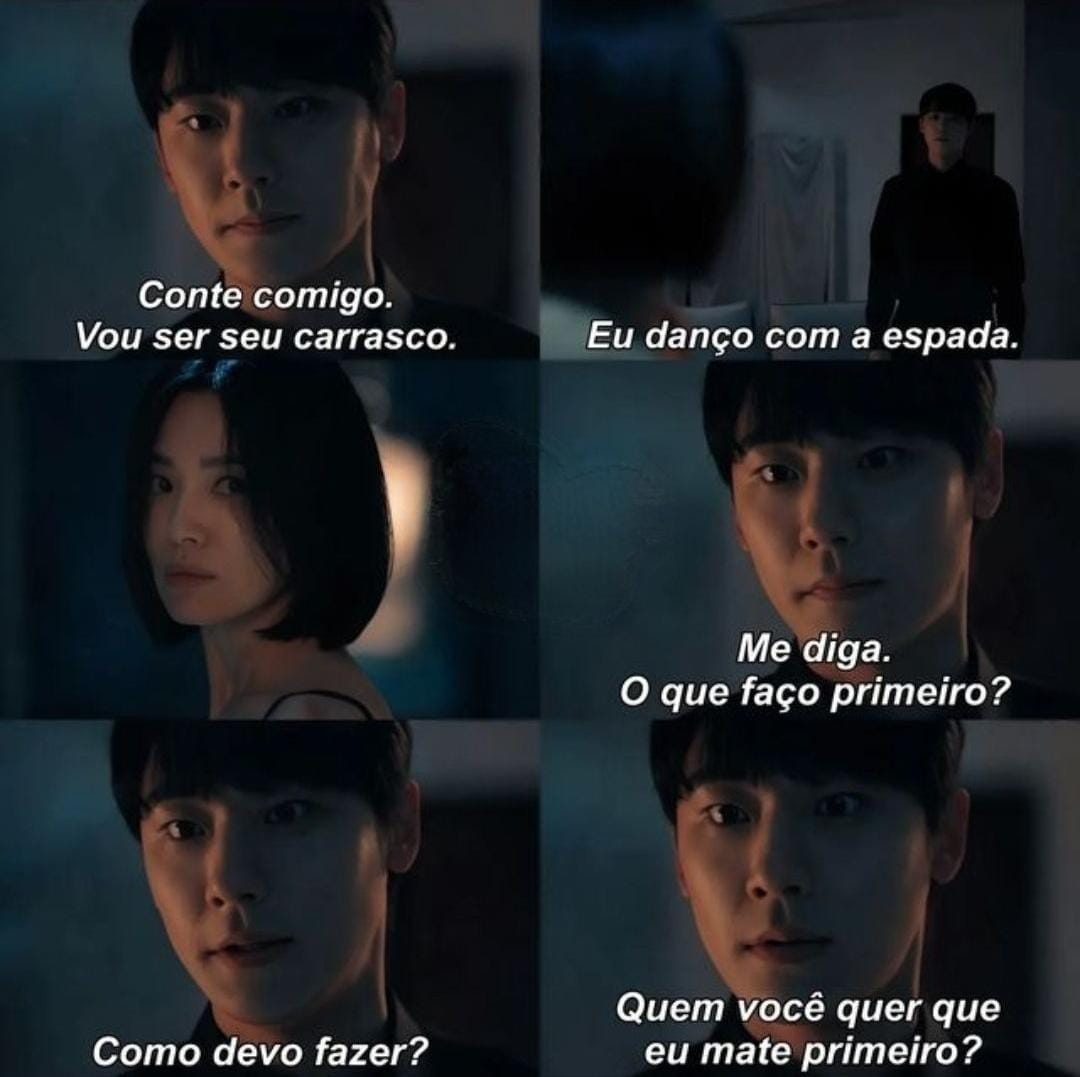 Conte comigo.
Vou ser seu carrasco.
Eu danço com a espada.
Me diga.
O que faço primeiro?
Como devo fazer?
Quem você quer que
eu mate primeiro?